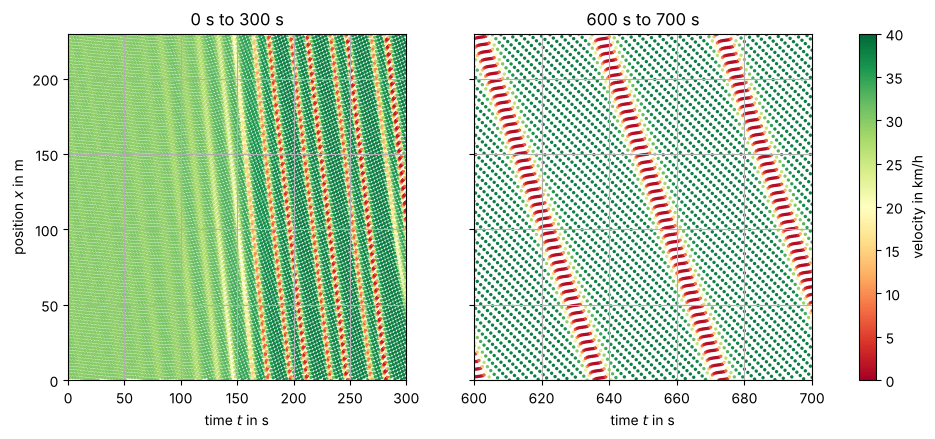 0 s to 300 s
600 s to 700 s
position x in m
200
150
100
50
0
0 50 100 150 200 250 300
time t in s
600 620 640 660 680 700
time t in s
40
35
30
25
20
15
10
5
0
velocity in km/h